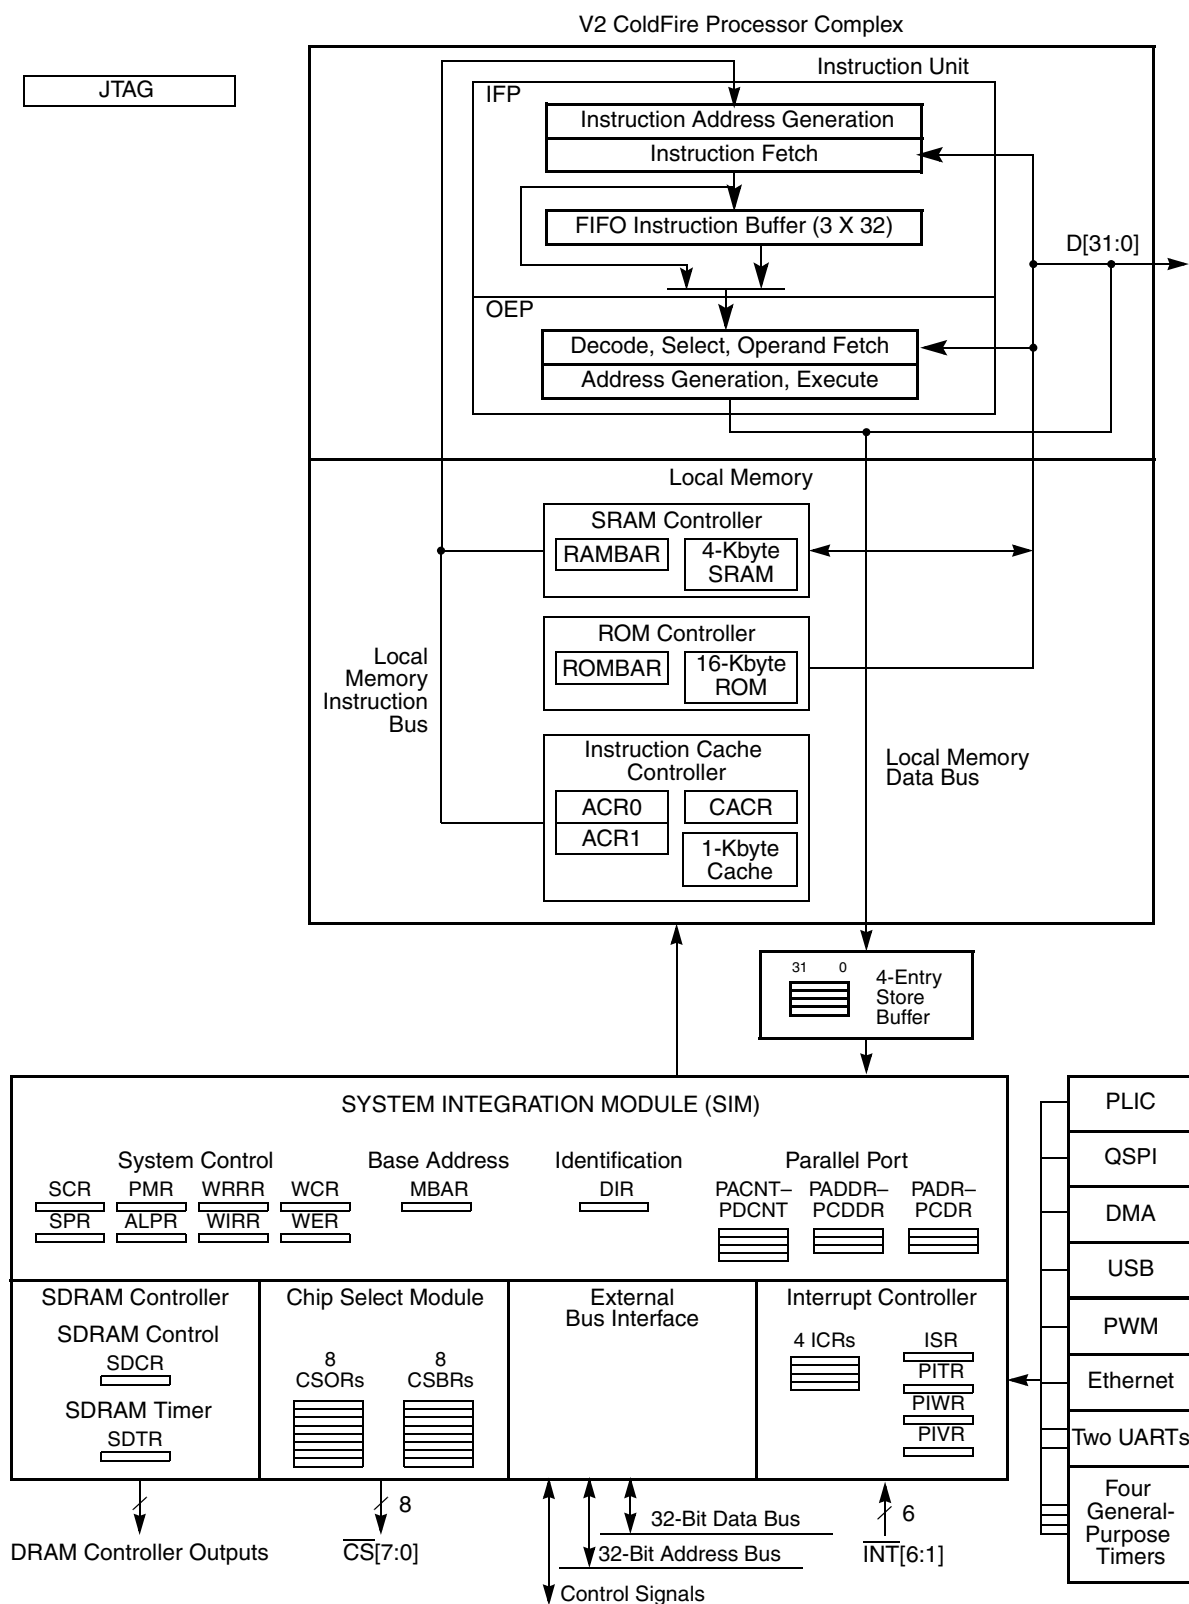 V2 ColdFire Processor Complex
JTAG
Instruction Unit
IFP
Instruction Address Generation
Instruction Fetch
FIFO Instruction Buffer (3 X 32)
D[31:0]
OEP
Decode, Select, Operand Fetch
Address Generation, Execute
Local Memory
SRAM Controller
RAMBAR
4-Kbyte
SRAM
ROM Controller
ROMBAR
16-Kbyte
ROM
Local
Memory
Instruction
Bus
Instruction Cache
Controller
ACR0
ACR1
CACR
1-Kbyte
Cache
Local Memory
Data Bus
31 0
4-Entry
Store
Buffer
SYSTEM INTEGRATION MODULE (SIM)
System Control
SCR PMR WRRR WCR
SPR ALPR WIRR WER
Base Address
MBAR
Identification
DIR
Parallel Port
PACNT–
PDCNT
PADDR–
PCDDR
PADR–
PCDR
PLIC
QSPI
DMA
USB
PWM
Ethernet
Two UARTs
Four
General-
Purpose
Timers
SDRAM Controller
SDRAM Control
SDCR
SDRAM Timer
SDTR
Chip Select Module
8
CSORs
8
CSBRs
External
Bus Interface
Interrupt Controller
4 ICRs
ISR
PITR
PIWR
PIVR
DRAM Controller Outputs
8
CS[7:0]
32-Bit Data Bus
32-Bit Address Bus
Control Signals
6
INT[6:1]